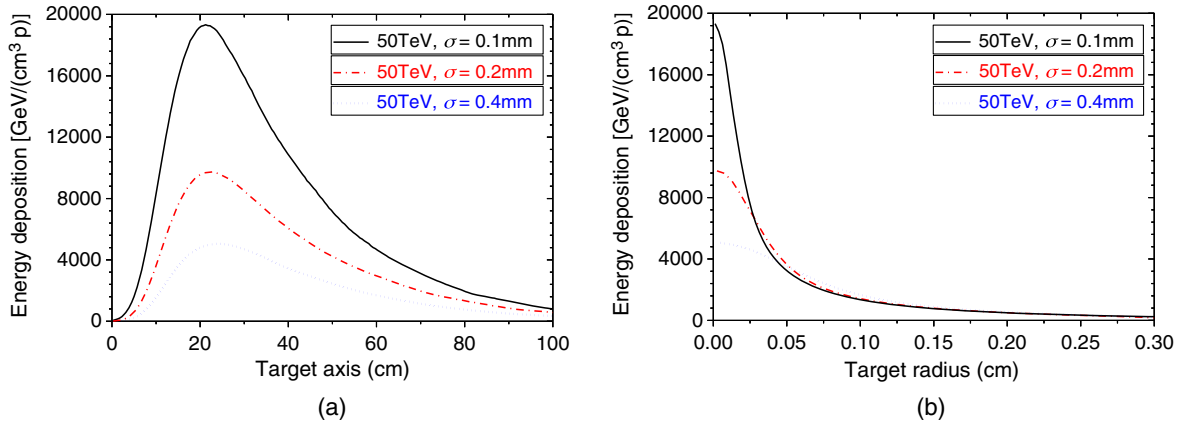 Energy deposition [GeV/(cm³ p)]
20000
16000
12000
8000
4000
0
50TeV, σ = 0.1mm
50TeV, σ = 0.2mm
50TeV, σ = 0.4mm
0 20 40 60 80 100
Target axis (cm)
(a)
Energy deposition [GeV/(cm³ p)]
20000
16000
12000
8000
4000
0
50TeV, σ = 0.1mm
50TeV, σ = 0.2mm
50TeV, σ = 0.4mm
0.00 0.05 0.10 0.15 0.20 0.25 0.30
Target radius (cm)
(b)